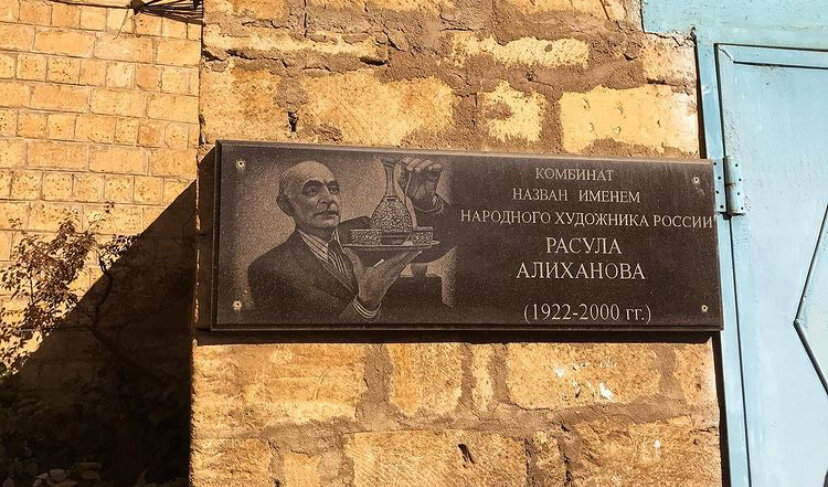 КОМБИНАТ
НАЗВАН ИМЕНЕМ
НАРОДНОГО ХУДОЖНИКА РОССИИ
РАСУЛА
АЛИХАНОВА
(1922-2000 гг.)